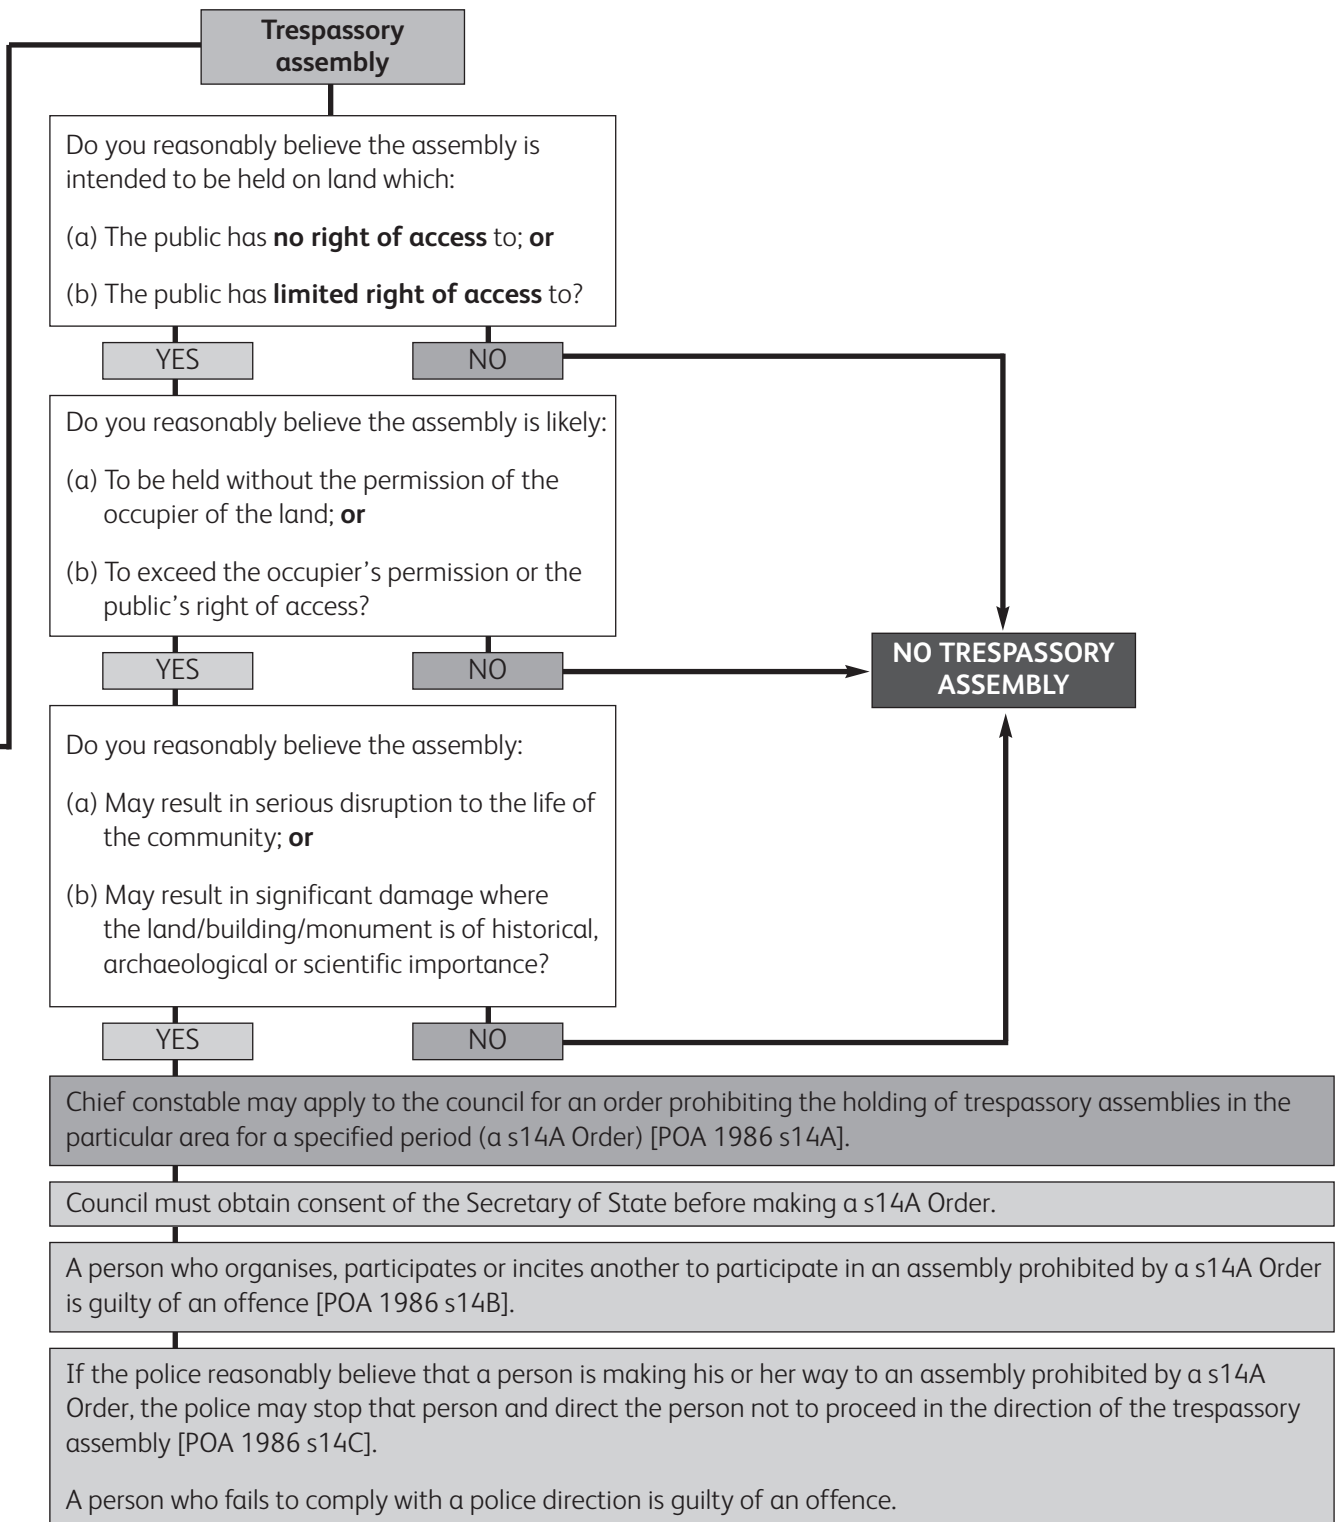 Trespassory
assembly
Do you reasonably believe the assembly is
intended to be held on land which:
(a) The public has no right of access to; or
(b) The public has limited right of access to?
YES
NO
Do you reasonably believe the assembly is likely:
(a) To be held without the permission of the
occupier of the land; or
(b) To exceed the occupier’s permission or the
public’s right of access?
YES
NO
NO TRESPASSORY
ASSEMBLY
Do you reasonably believe the assembly:
(a) May result in serious disruption to the life of
the community; or
(b) May result in significant damage where
the land/building/monument is of historical,
archaeological or scientific importance?
YES
NO
Chief constable may apply to the council for an order prohibiting the holding of trespassory assemblies in the
particular area for a specified period (a s14A Order) [POA 1986 s14A].
Council must obtain consent of the Secretary of State before making a s14A Order.
A person who organises, participates or incites another to participate in an assembly prohibited by a s14A Order
is guilty of an offence [POA 1986 s14B].
If the police reasonably believe that a person is making his or her way to an assembly prohibited by a s14A
Order, the police may stop that person and direct the person not to proceed in the direction of the trespassory
assembly [POA 1986 s14C].
A person who fails to comply with a police direction is guilty of an offence.